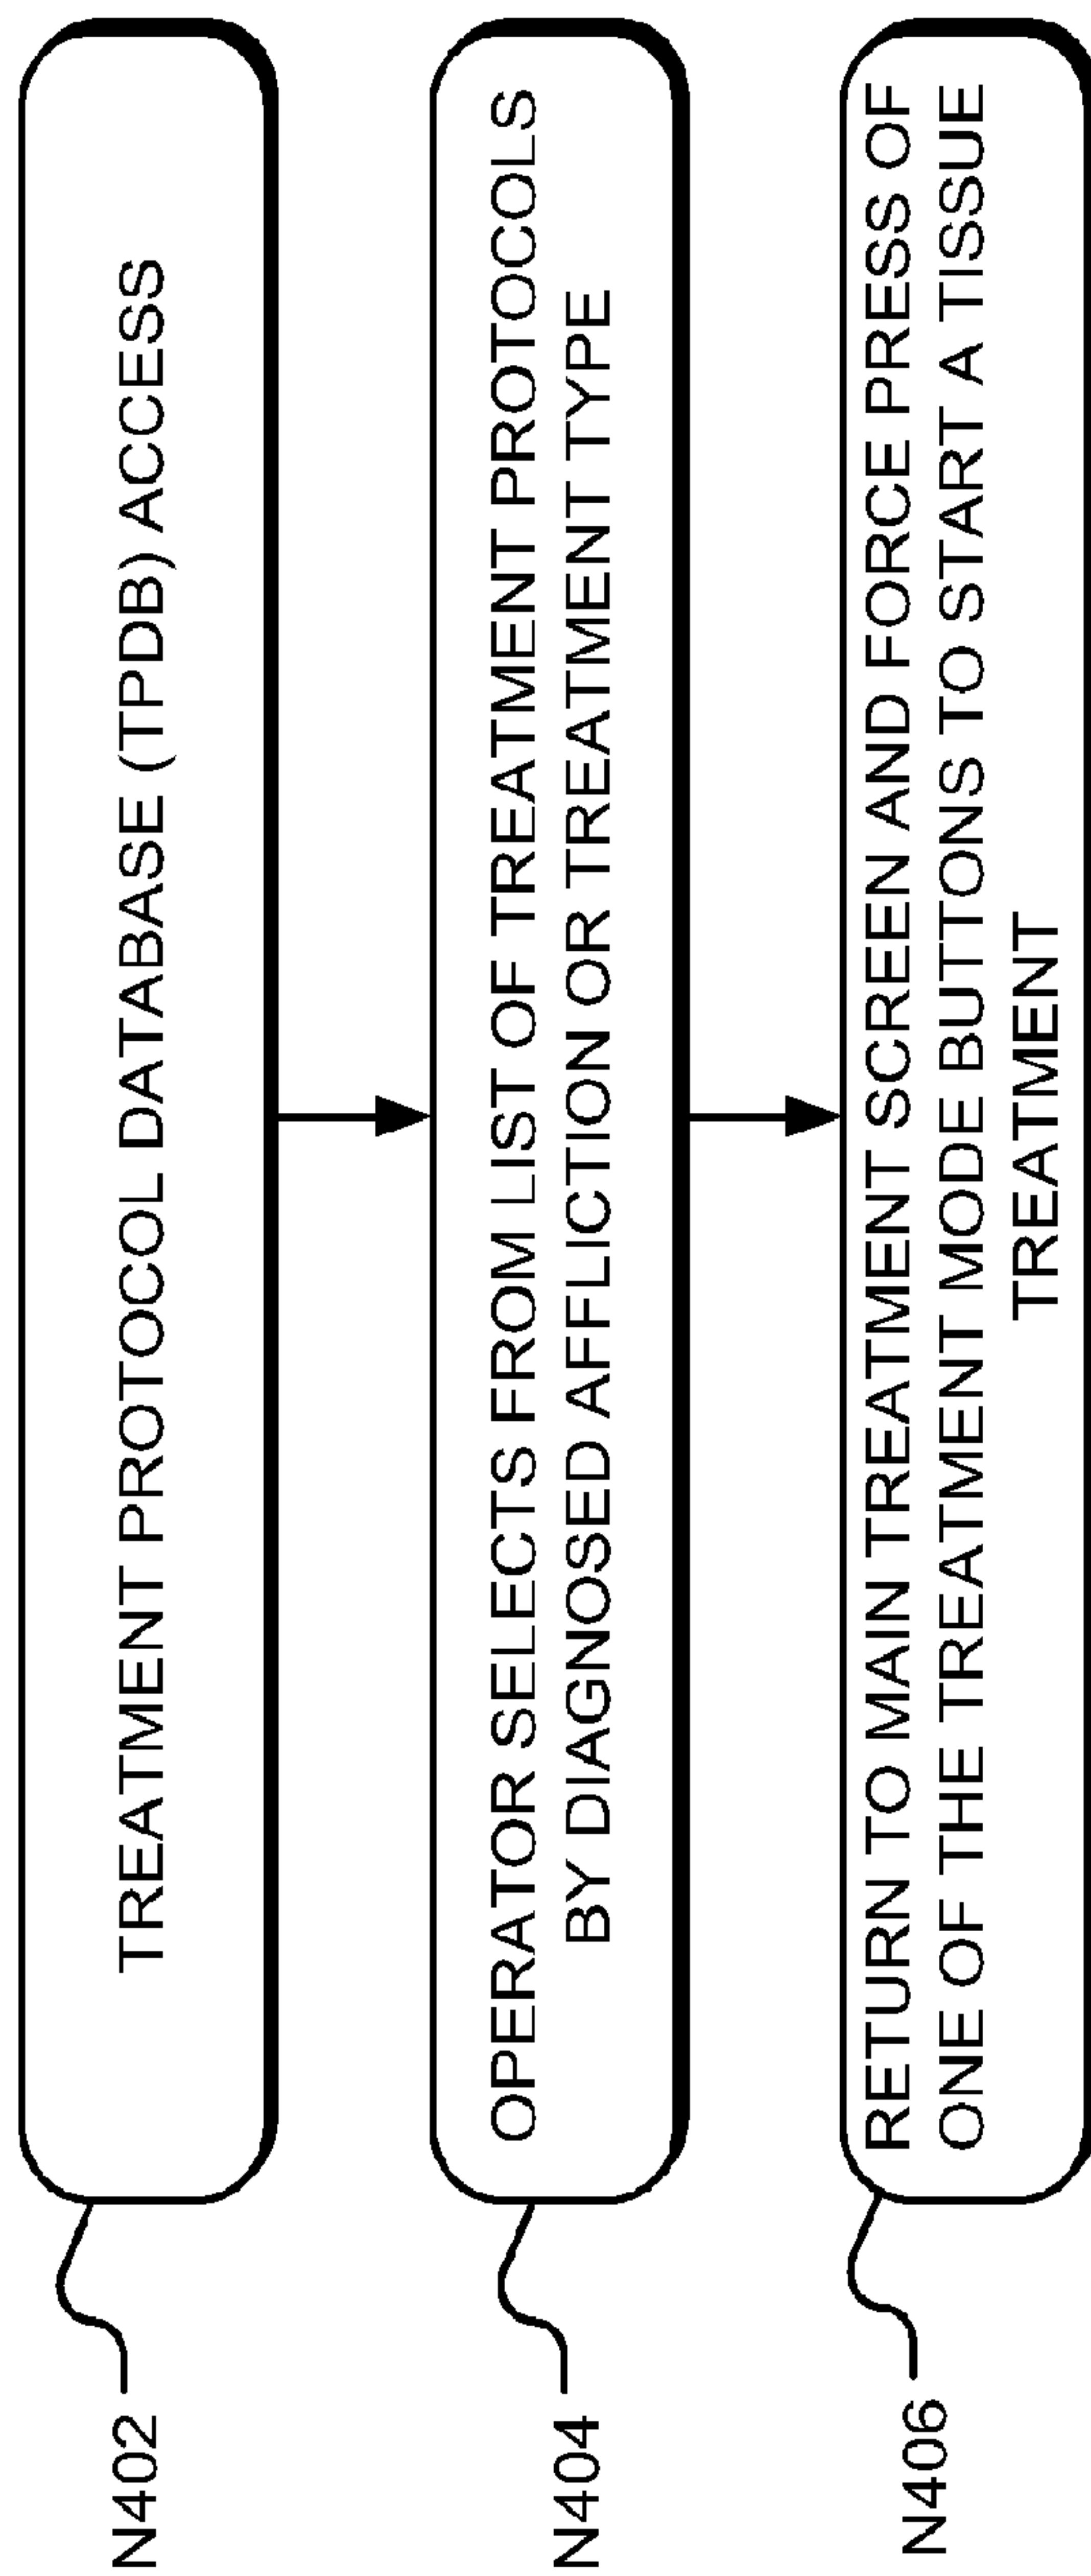 N402
TREATMENT PROTOCOL DATABASE (TPDB) ACCESS
N404
OPERATOR SELECTS FROM LIST OF TREATMENT PROTOCOLS
BY DIAGNOSED AFFLICTION OR TREATMENT TYPE
N406
RETURN TO MAIN TREATMENT SCREEN AND FORCE PRESS OF
ONE OF THE TREATMENT MODE BUTTONS TO START A TISSUE
TREATMENT